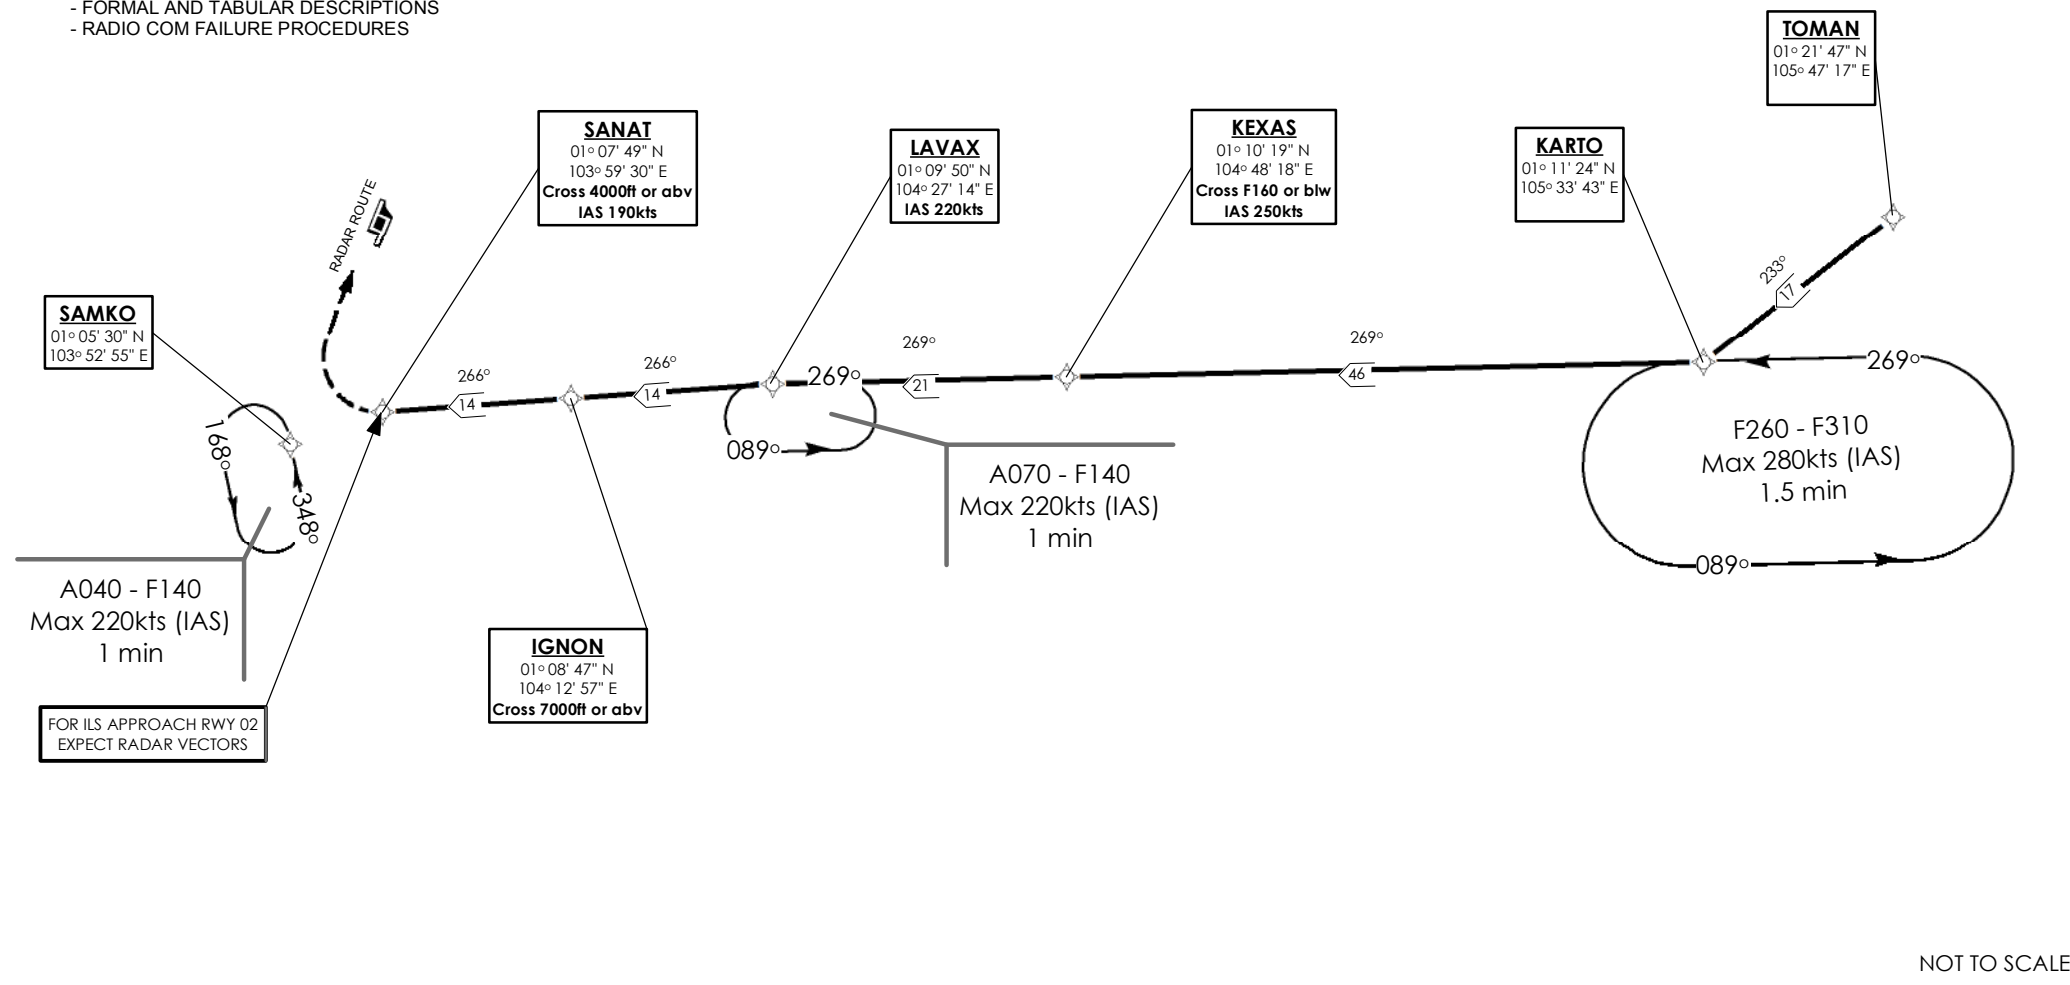 - FORMAL AND TABULAR DESCRIPTIONS
- RADIO COM FAILURE PROCEDURES
TOMAN
01° 21' 47" N
105° 47' 17" E
SANAT
01° 07' 49" N
103° 59' 30" E
Cross 4000ft or abv
IAS 190kts
LAVAX
01° 09' 50" N
104° 27' 14" E
IAS 220kts
KEXAS
01° 10' 19" N
104° 48' 18" E
Cross F160 or blw
IAS 250kts
KARTO
01° 11' 24" N
105° 33' 43" E
RADAR ROUTE
SAMKO
01° 05' 30" N
103° 52' 55" E
233°
17
266°
14
266°
14
269°
269°
21
269°
46
269°
168°
348°
089°
089°
F260 - F310
Max 280kts (IAS)
1.5 min
A070 - F140
Max 220kts (IAS)
1 min
A040 - F140
Max 220kts (IAS)
1 min
IGNON
01° 08' 47" N
104° 12' 57" E
Cross 7000ft or abv
FOR ILS APPROACH RWY 02
EXPECT RADAR VECTORS
NOT TO SCALE